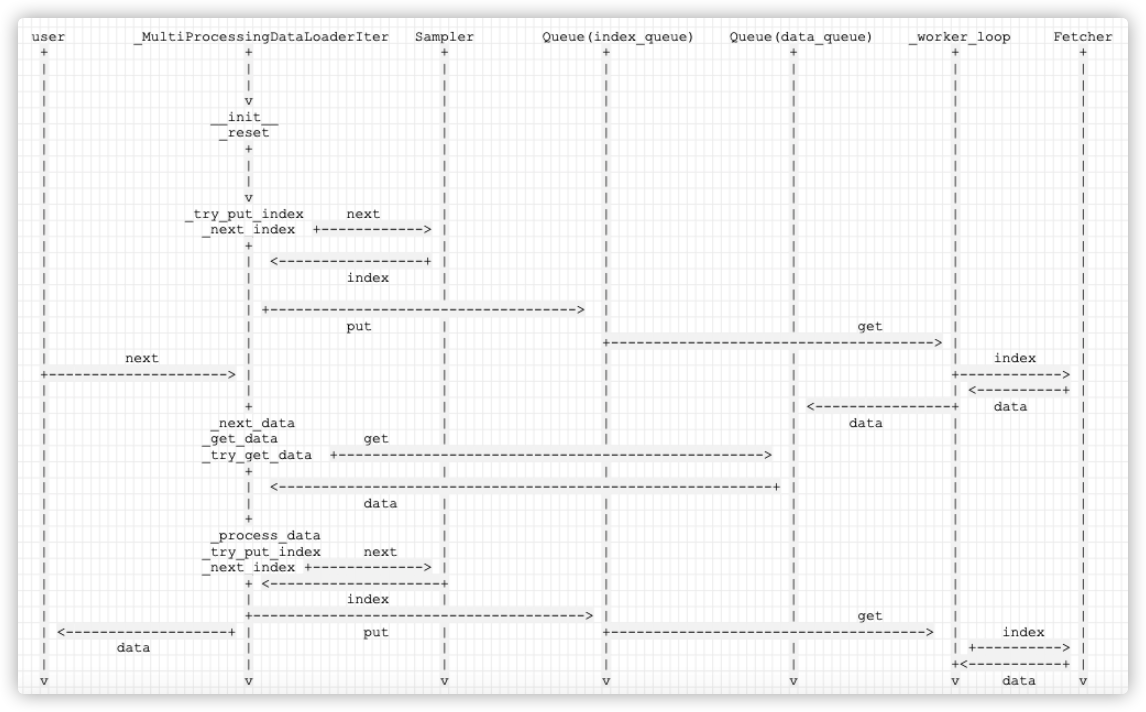 user _MultiProcessingDataLoaderIter Sampler Queue(index_queue) Queue(data_queue) _worker_loop Fetcher
__init__
_reset
_try_put_index next
_next_index
index
put get
next index
data
_next_data data
_get_data get
_try_get_data
data
_process_data
_try_put_index next
_next_index
index
get
put index
data
data